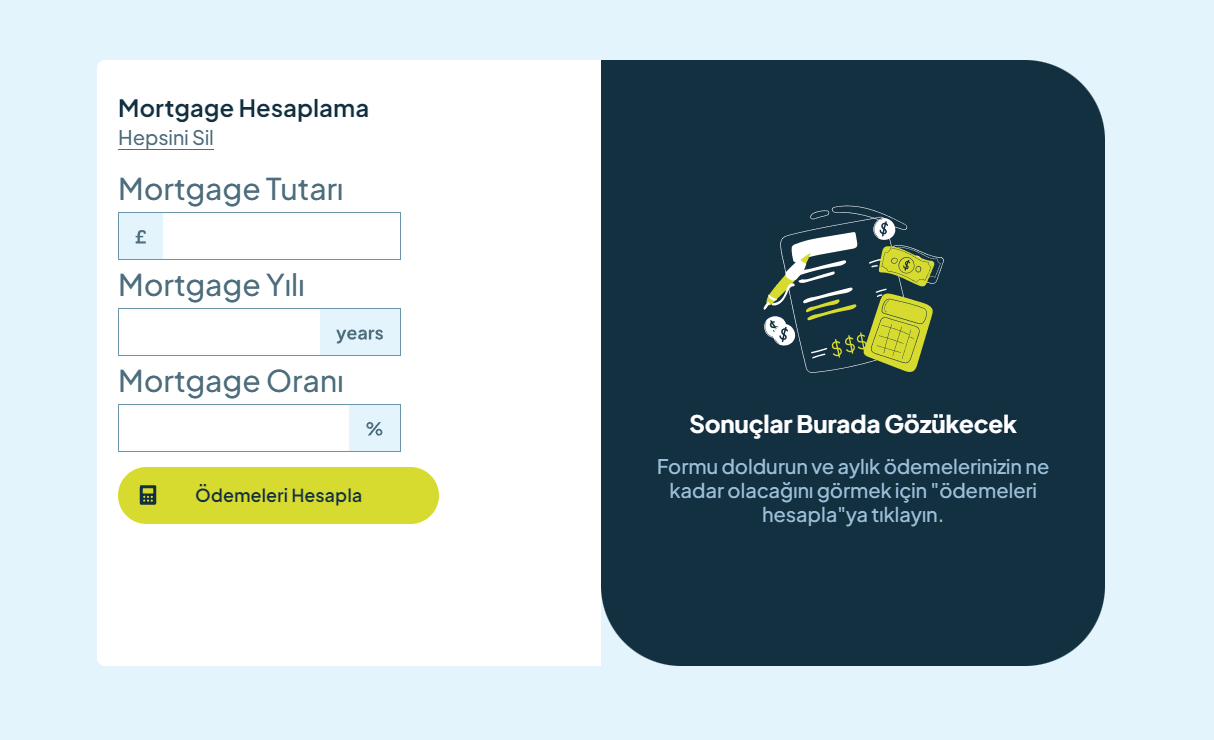 Mortgage Hesaplama
Hepsini Sil
Mortgage Tutarı
£
Mortgage Yılı
years
Mortgage Oranı
%
Ödemeleri Hesapla
$
$
$
$
$$$
Sonuçlar Burada Gözükecek
Formu doldurun ve aylık ödemelerinizin ne
kadar olacağını görmek için "ödemeleri
hesapla"ya tıklayın.